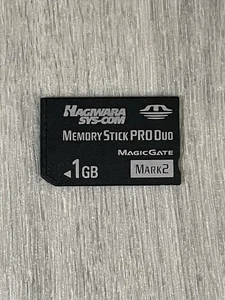 HAGIWARA
SYS-COM
MEMORY STICK PRO DUO
MAGICGATE
1GB
MARK2